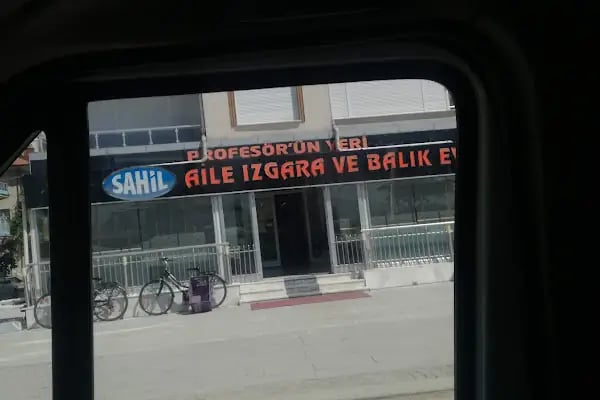 PROFESÖR'ÜN YERİ
SAHİL
AİLE IZGARA VE BALIK EV